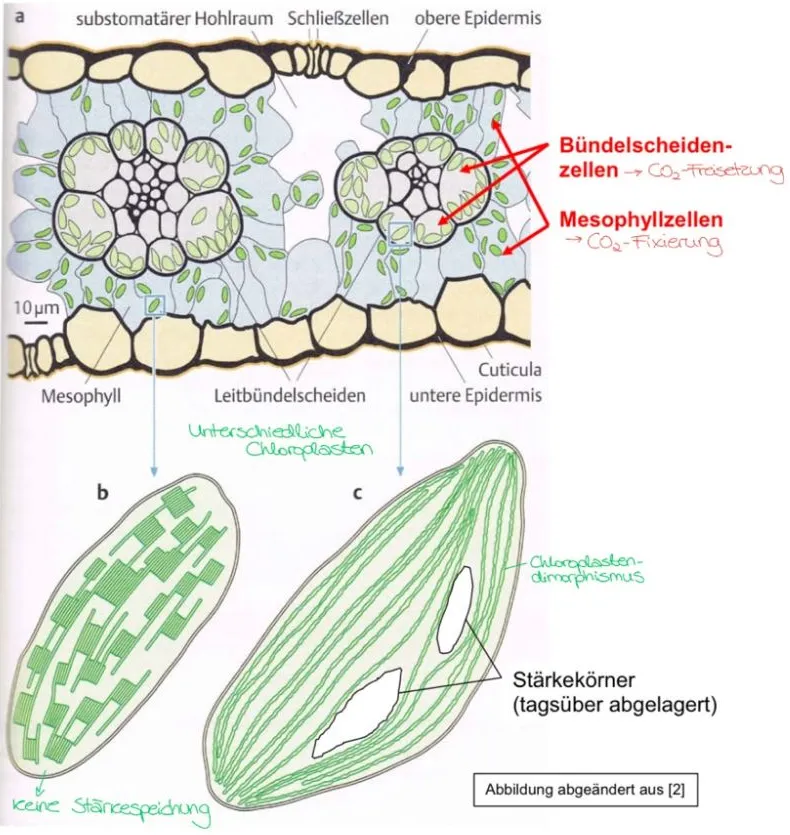 a
substomatärer Hohlraum
Schließzellen
obere Epidermis
Bündelscheiden-
zellen → CO₂-Freisetzung
Mesophyllzellen
→ CO₂-Fixierung
10 µm
Cuticula
Mesophyll
Leitbündelscheiden
untere Epidermis
Unterschiedliche
Chloroplasten
b
c
Chloroplasten-
dimorphismus
Stärkekörner
(tagsüber abgelagert)
Abbildung abgeändert aus [2]
keine Stärkespeichung